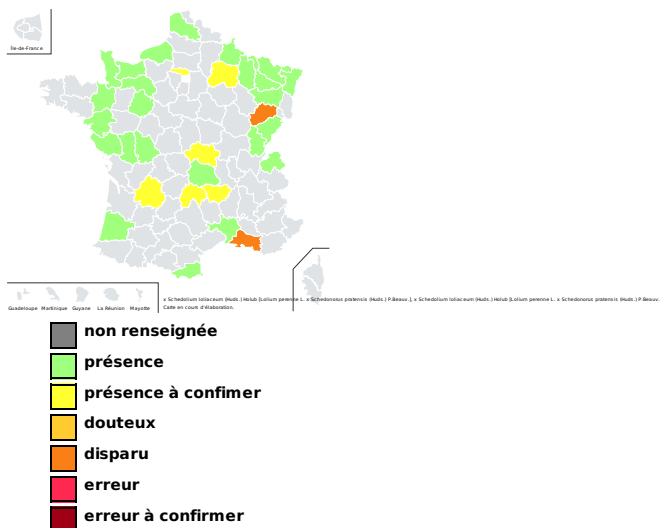 Île-de-France
Guadeloupe Martinique Guyane La Réunion Mayotte
x Schedolium loliaceum (Huds.) Holub [Lolium perenne L. x Schedonorus pratensis (Huds.) P.Beauv.], x Schedolium loliaceum (Huds.) Holub [Lolium perenne L. x Schedonorus pratensis (Huds.) P.Beauv.
Carte en cours d'élaboration.
non renseignée
présence
présence à confimer
douteux
disparu
erreur
erreur à confirmer